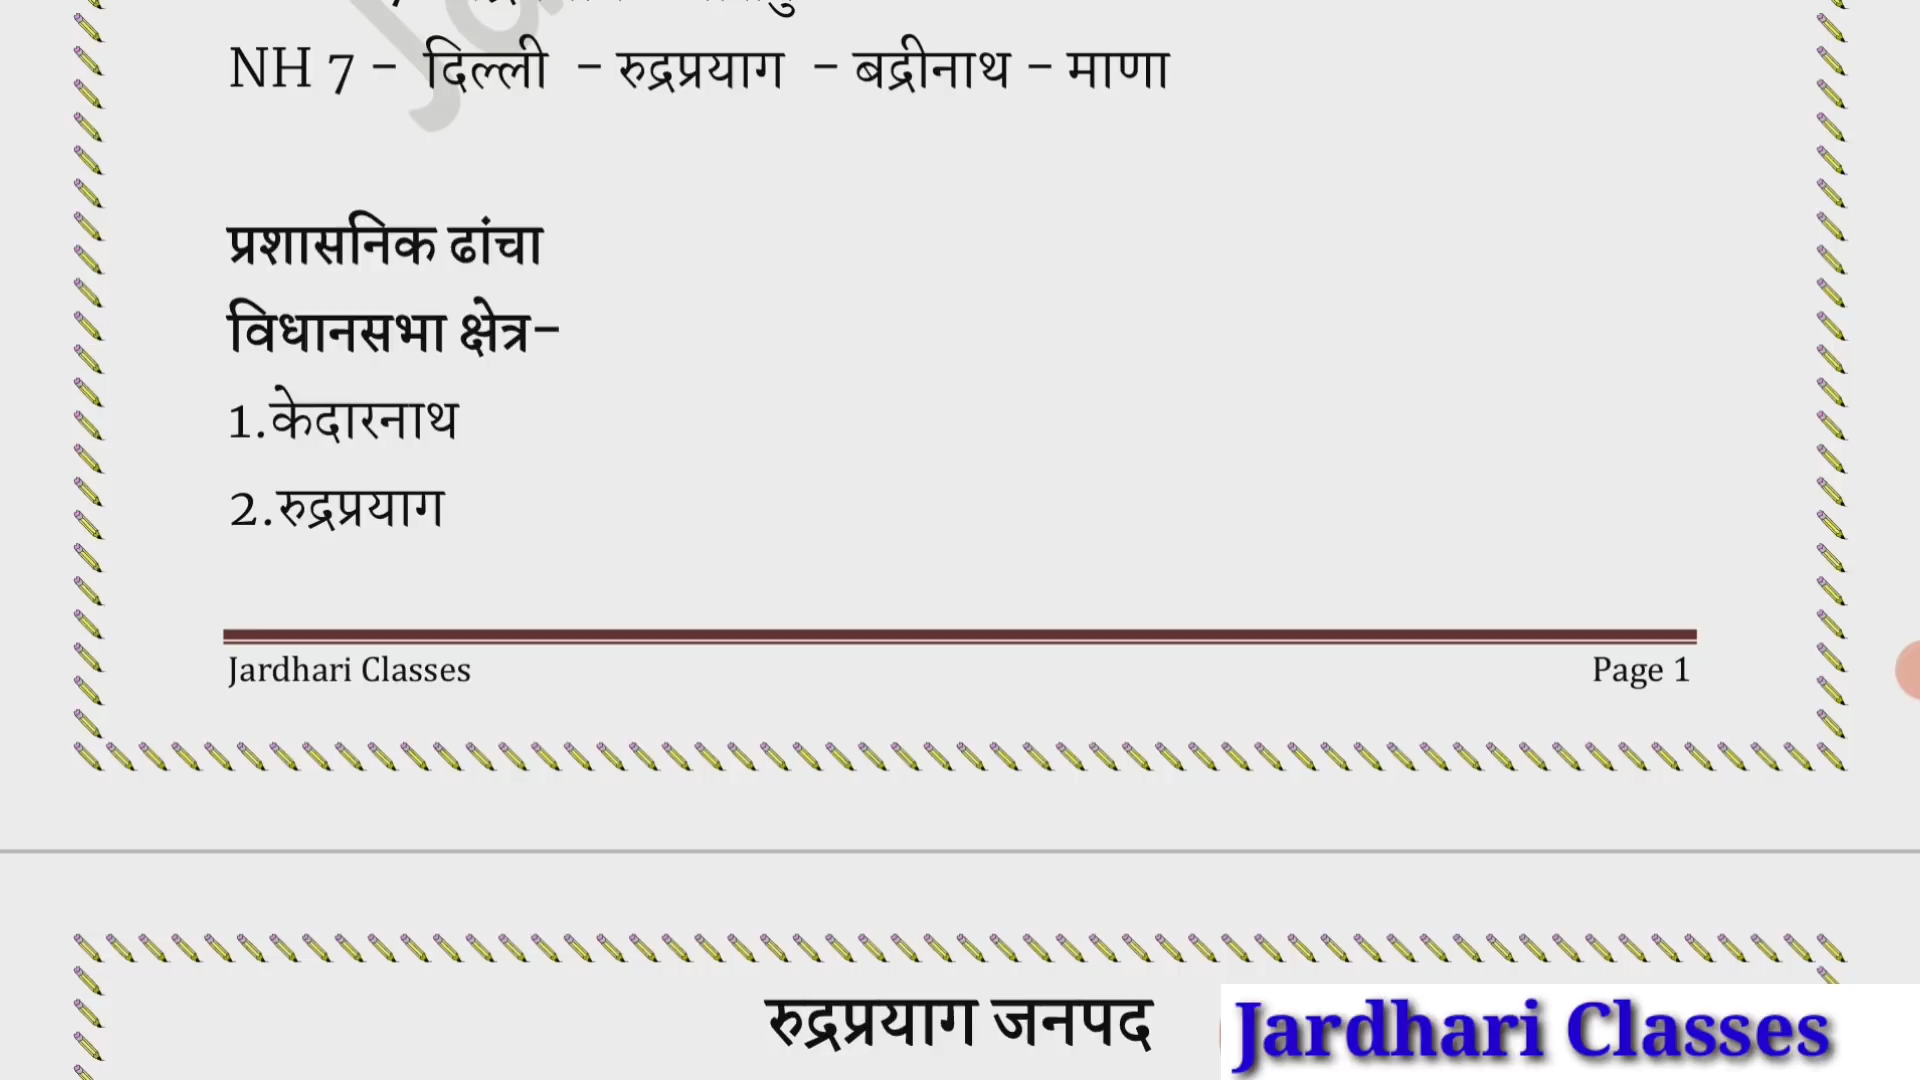 NH 7 - दिल्ली - रुद्रप्रयाग - बद्रीनाथ - माणा
प्रशासनिक ढांचा
विधानसभा क्षेत्र-
1.केदारनाथ
2.रुद्रप्रयाग
Jardhari Classes Page 1
रुद्रप्रयाग जनपद
Jardhari Classes